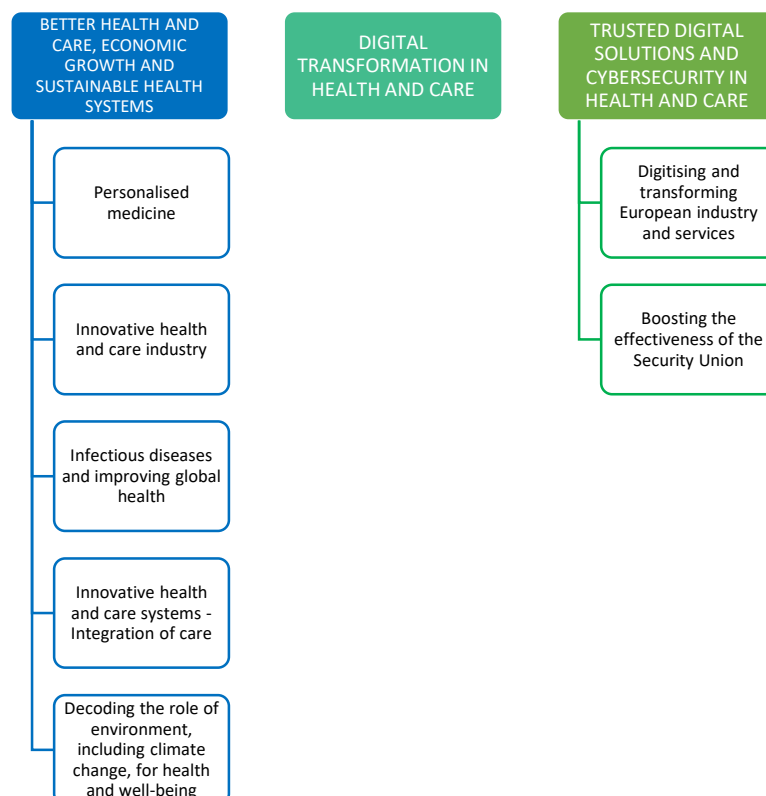 BETTER HEALTH AND
CARE, ECONOMIC
GROWTH AND
SUSTAINABLE HEALTH
SYSTEMS
Personalised
medicine
Innovative health
and care industry
Infectious diseases
and improving global
health
Innovative health
and care systems -
Integration of care
Decoding the role of
environment,
including climate
change, for health
and well-being
DIGITAL
TRANSFORMATION IN
HEALTH AND CARE
TRUSTED DIGITAL
SOLUTIONS AND
CYBERSECURITY IN
HEALTH AND CARE
Digitising and
transforming
European industry
and services
Boosting the
effectiveness of the
Security Union